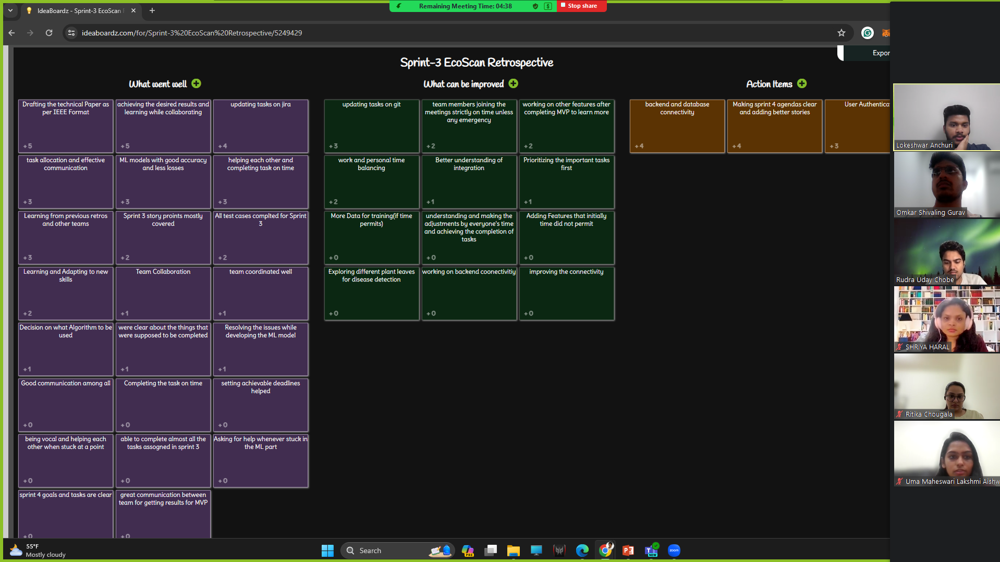 IdeaBoardz - Sprint-3 EcoScan
Remaining Meeting Time: 04:38
Stop share
ideaboardz.com/for/Sprint-3%20EcoScan%20Retrospective/5249429
Expor
Sprint-3 EcoScan Retrospective
What went well
Drafting the technical Paper as
per IEEE Format
+5
achieving the desired results and
learning while collaborating
+5
updating tasks on jira
+4
task allocation and effective
communication
+3
ML models with good accuracy
and less losses
+3
helping each other and
completing task on time
+3
Learning from previous retros
and other teams
+3
Sprint 3 story proints mostly
covered
+2
All test cases complted for Sprint
3
+2
Learning and Adapting to new
skills
+2
Team Collaboration
+1
team coordinated well
+1
Decision on what Algorithm to be
used
+1
were clear about the things that
were supposed to be completed
+1
Resolving the issues while
developing the ML model
+1
Good communication among all
+0
Completing the task on time
+0
setting achievable deadlines
helped
+0
being vocal and helping each
other when stuck at a point
+0
able to complete almost all the
tasks assogned in sprint 3
+0
Asking for help whenever stuck in
the ML part
+0
sprint 4 goals and tasks are clear
+0
great communication between
team for getting results for MVP
+0
What can be improved
updating tasks on git
+3
team members joining the
meetings strictly on time unless
any emergency
+2
working on other features after
completing MVP to learn more
+2
work and personal time
balancing
+2
Better understanding of
integration
+1
Prioritizing the important tasks
first
+1
More Data for training(if time
permits)
+0
understanding and making the
adjustments by everyone's time
and achieving the completion of
tasks
+0
Adding Features that initially
time did not permit
+0
Exploring different plant leaves
for disease detection
+0
working on backend coonectivitiy
+0
improving the connectivity
+0
Action Items
backend and database
connectivity
+4
Making sprint 4 agendas clear
and adding better stories
+4
User Authentica
+3
Lokeshwar Anchuri
Omkar Shivaling Gurav
Rudra Uday Chobe
SHRIYA HARAL
Ritika Chougala
Uma Maheswari Lakshmi Aishw
55°F
Mostly cloudy
Search
PRE
NEW
zoom